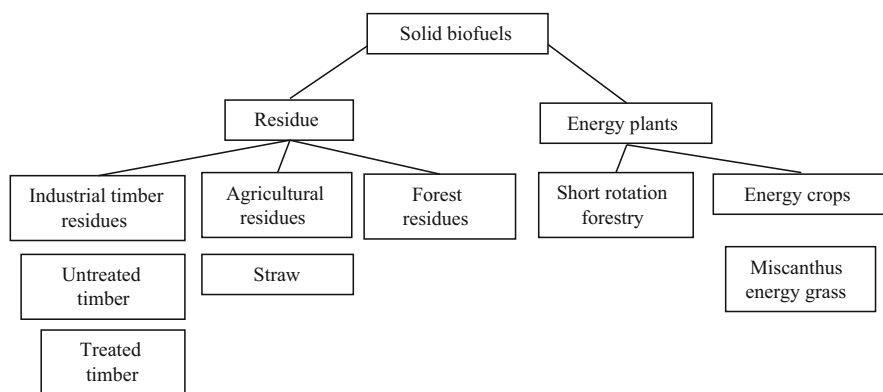 Solid biofuels
Residue
Energy plants
Industrial timber
residues
Agricultural
residues
Forest
residues
Short rotation
forestry
Energy crops
Untreated
timber
Straw
Miscanthus
energy grass
Treated
timber